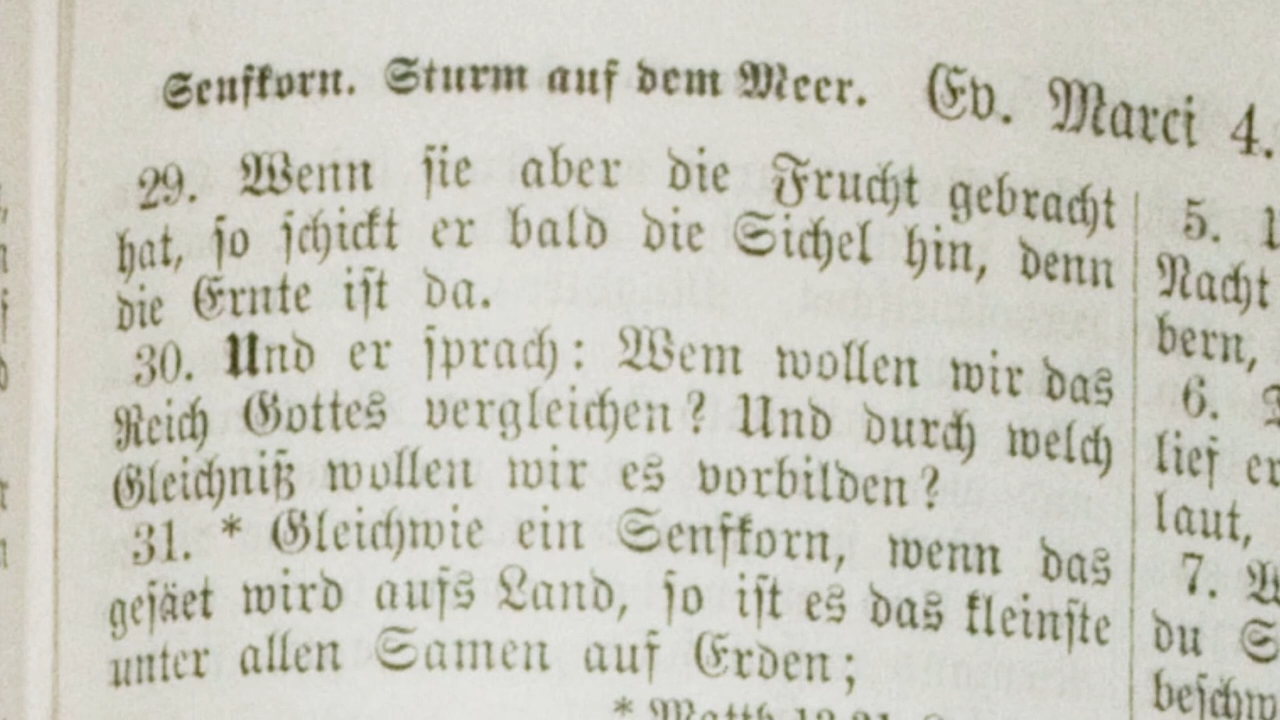 Senfkorn. Sturm auf dem Meer. Ev. Marci 4.
29. Wenn sie aber die Frucht gebracht
hat, so schickt er bald die Sichel hin, denn
die Ernte ist da.
30. Und er sprach: Wem wollen wir das
Reich Gottes vergleichen? Und durch welch
Gleichniß wollen wir es vorbilden?
31. * Gleichwie ein Senfkorn, wenn das
gesäet wird aufs Land, so ist es das kleinste
unter allen Samen auf Erden;
* Matth.
5.
Nacht
bern,
6.
lief
laut,
7.
du